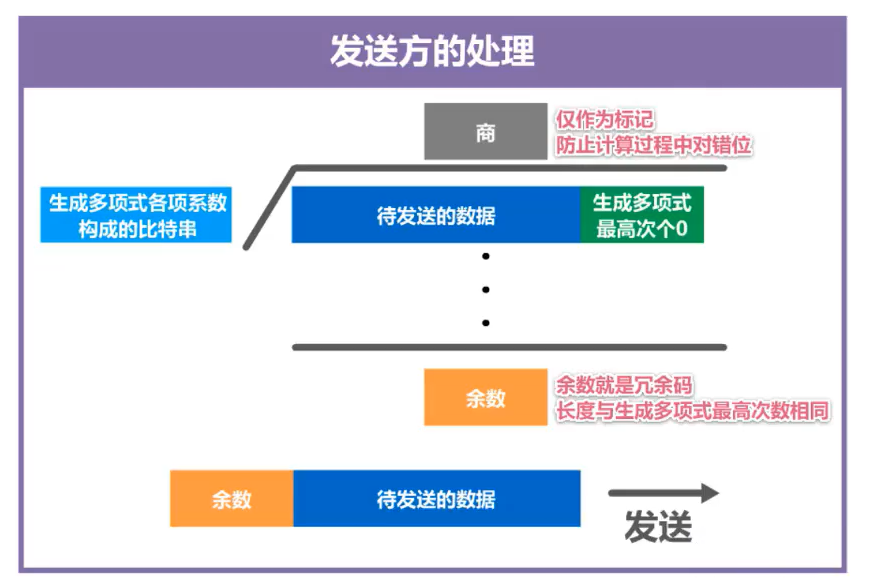 发送方的处理
商
仅作为标记
防止计算过程中对错位
生成多项式各项系数
构成的比特串
待发送的数据
生成多项式
最高次个0
余数
余数就是冗余码
长度与生成多项式最高次数相同
余数
待发送的数据
发送